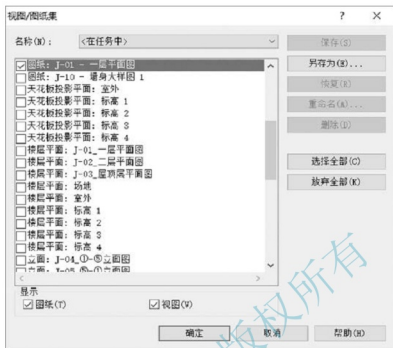 视图/图纸集
?
×
名称(N):
<在任务中>
保存(S)
图纸: J-01 - 一层平面图
另存为(E)...
图纸: J-10 - 墙身大样图 1
恢复(R)
天花板投影平面: 室外
天花板投影平面: 标高 1
重命名(A)...
天花板投影平面: 标高 2
天花板投影平面: 标高 3
删除(D)
天花板投影平面: 标高 4
楼层平面: J-01_一层平面图
选择全部(C)
楼层平面: J-02_二层平面图
楼层平面: J-03_屋顶层平面图
放弃全部(K)
楼层平面: 场地
楼层平面: 室外
楼层平面: 标高 1
楼层平面: 标高 2
楼层平面: 标高 3
楼层平面: 标高 4
立面: J-04_①-⑤立面图
立面: J-05_⑤-①立面图
显示
图纸(T)
视图(V)
确定
取消
帮助(H)
版权所有